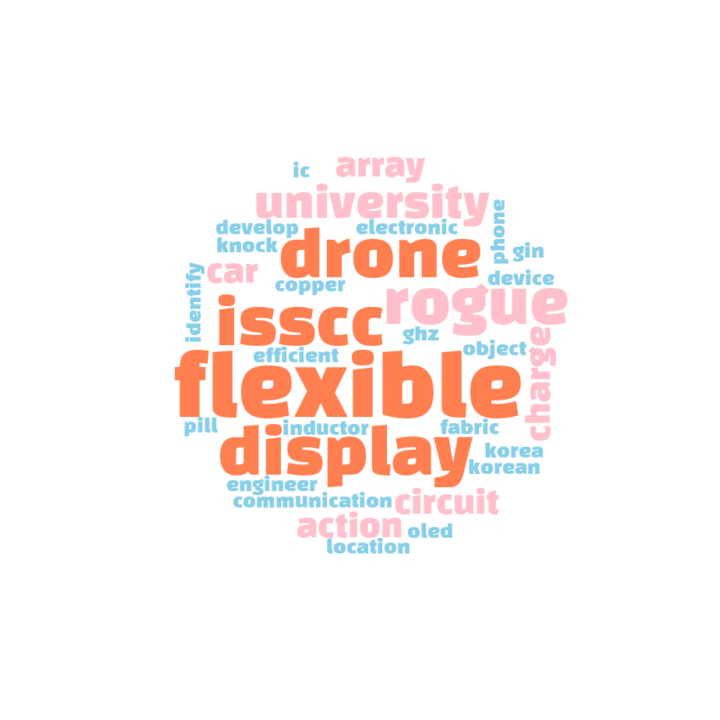 ic
array
university
develop
electronic
phone
knock
drone
gin
car
copper
device
identify
rogue
isscc
ghz
efficient
object
charge
flexible
pill
inductor
fabric
display
korea
korean
engineer
communication
circuit
action
oled
location